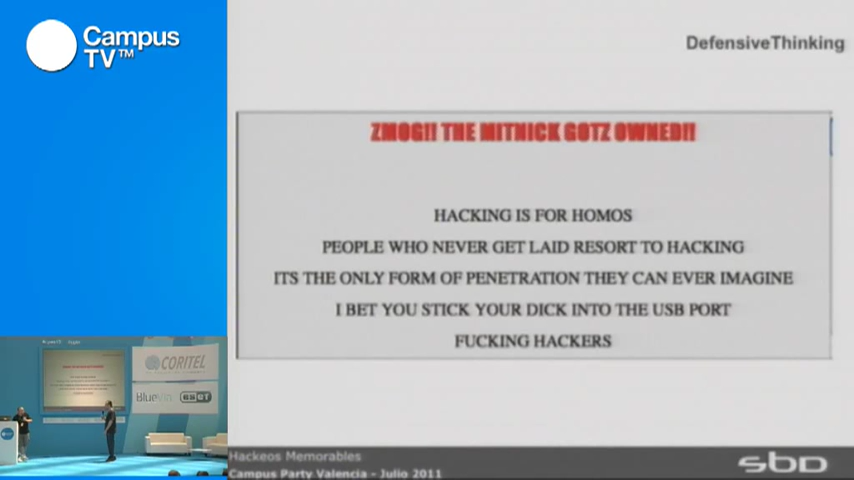 Campus
TV™
DefensiveThinking
ZMOG!! THE MITNICK GOTZ OWNED!!
HACKING IS FOR HOMOS
PEOPLE WHO NEVER GET LAID RESORT TO HACKING
ITS THE ONLY FORM OF PENETRATION THEY CAN EVER IMAGINE
I BET YOU STICK YOUR DICK INTO THE USB PORT
FUCKING HACKERS
CORITEL
Hackeos Memorables
Campus Party Valencia - Julio 2011
sbD